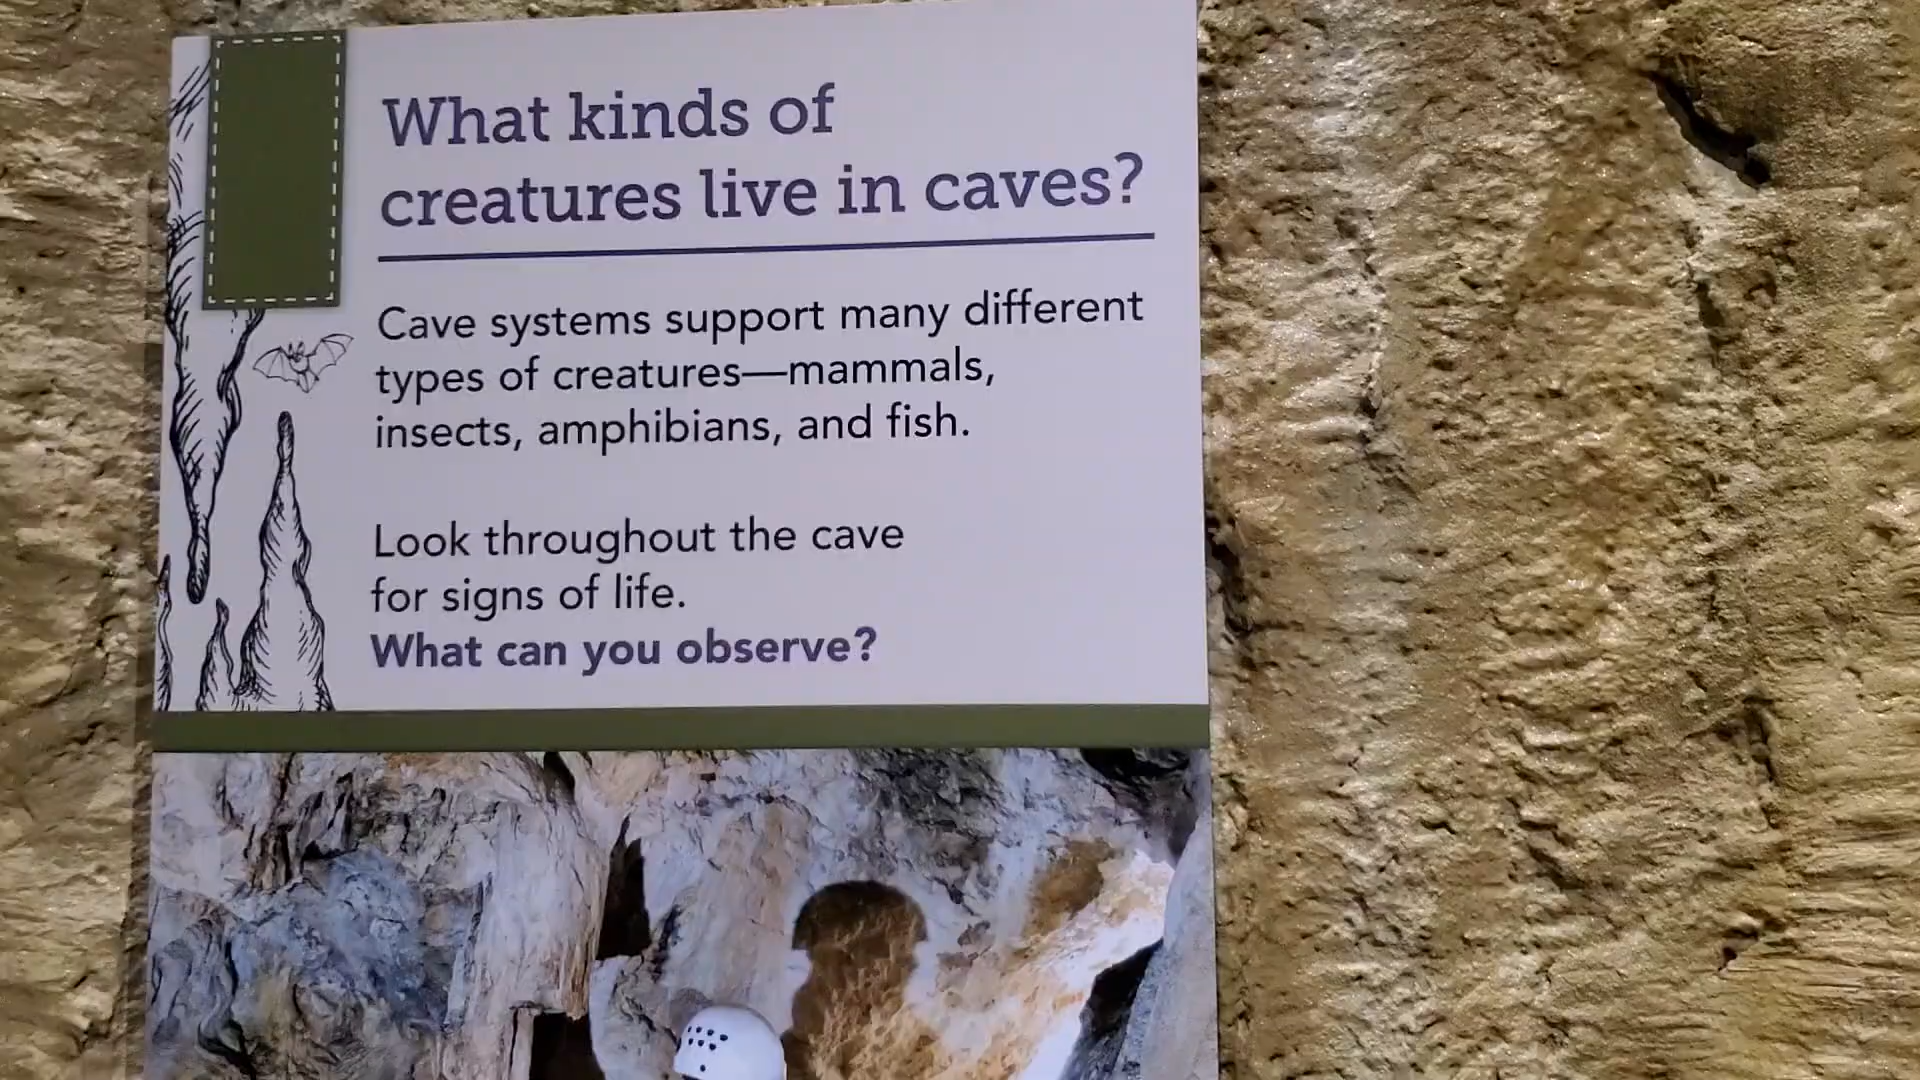 What kinds of
creatures live in caves?
Cave systems support many different
types of creatures—mammals,
insects, amphibians, and fish.
Look throughout the cave
for signs of life.
What can you observe?